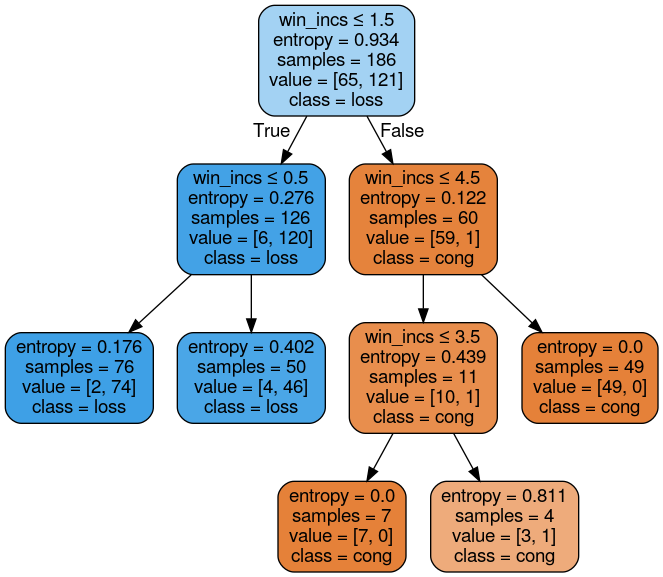 win_incs ≤ 1.5
entropy = 0.934
samples = 186
value = [65, 121]
class = loss
True
False
win_incs ≤ 0.5
entropy = 0.276
samples = 126
value = [6, 120]
class = loss
win_incs ≤ 4.5
entropy = 0.122
samples = 60
value = [59, 1]
class = cong
entropy = 0.176
samples = 76
value = [2, 74]
class = loss
entropy = 0.402
samples = 50
value = [4, 46]
class = loss
win_incs ≤ 3.5
entropy = 0.439
samples = 11
value = [10, 1]
class = cong
entropy = 0.0
samples = 49
value = [49, 0]
class = cong
entropy = 0.0
samples = 7
value = [7, 0]
class = cong
entropy = 0.811
samples = 4
value = [3, 1]
class = cong